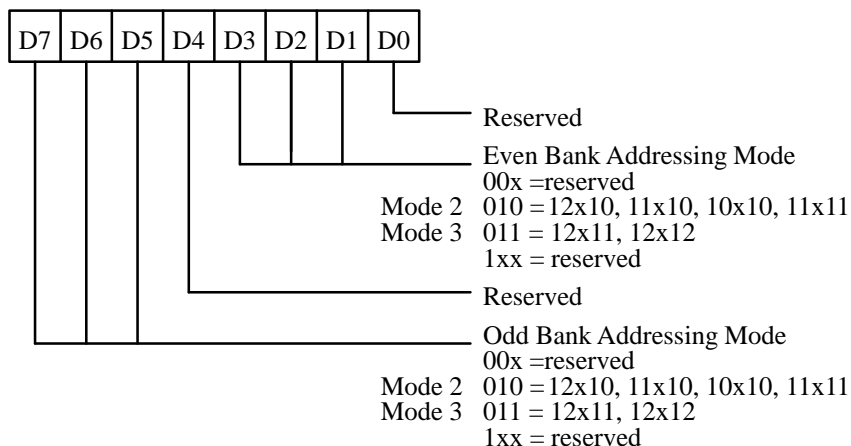 D7 D6 D5 D4 D3 D2 D1 D0
Reserved
Even Bank Addressing Mode
00x =reserved
Mode 2 010 =12x10, 11x10, 10x10, 11x11
Mode 3 011 = 12x11, 12x12
1xx = reserved
Reserved
Odd Bank Addressing Mode
00x =reserved
Mode 2 010 =12x10, 11x10, 10x10, 11x11
Mode 3 011 = 12x11, 12x12
1xx = reserved